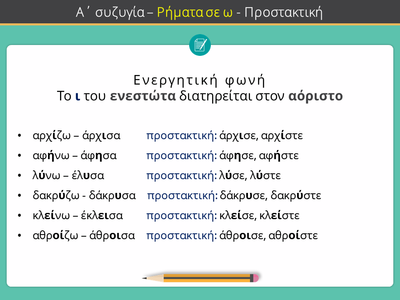 Α΄ συζυγία – Ρήματα σε ω - Προστακτική
Ενεργητική φωνή
Το ι του ενεστώτα διατηρείται στον αόριστο
• αρχίζω – άρχισα προστακτική: άρχισε, αρχίστε
• αφήνω – άφησα προστακτική: άφησε, αφήστε
• λύνω – έλυσα προστακτική: λύσε, λύστε
• δακρύζω - δάκρυσα προστακτική: δάκρυσε, δακρύστε
• κλείνω – έκλεισα προστακτική: κλείσε, κλείστε
• αθροίζω – άθροισα προστακτική: άθροισε, αθροίστε